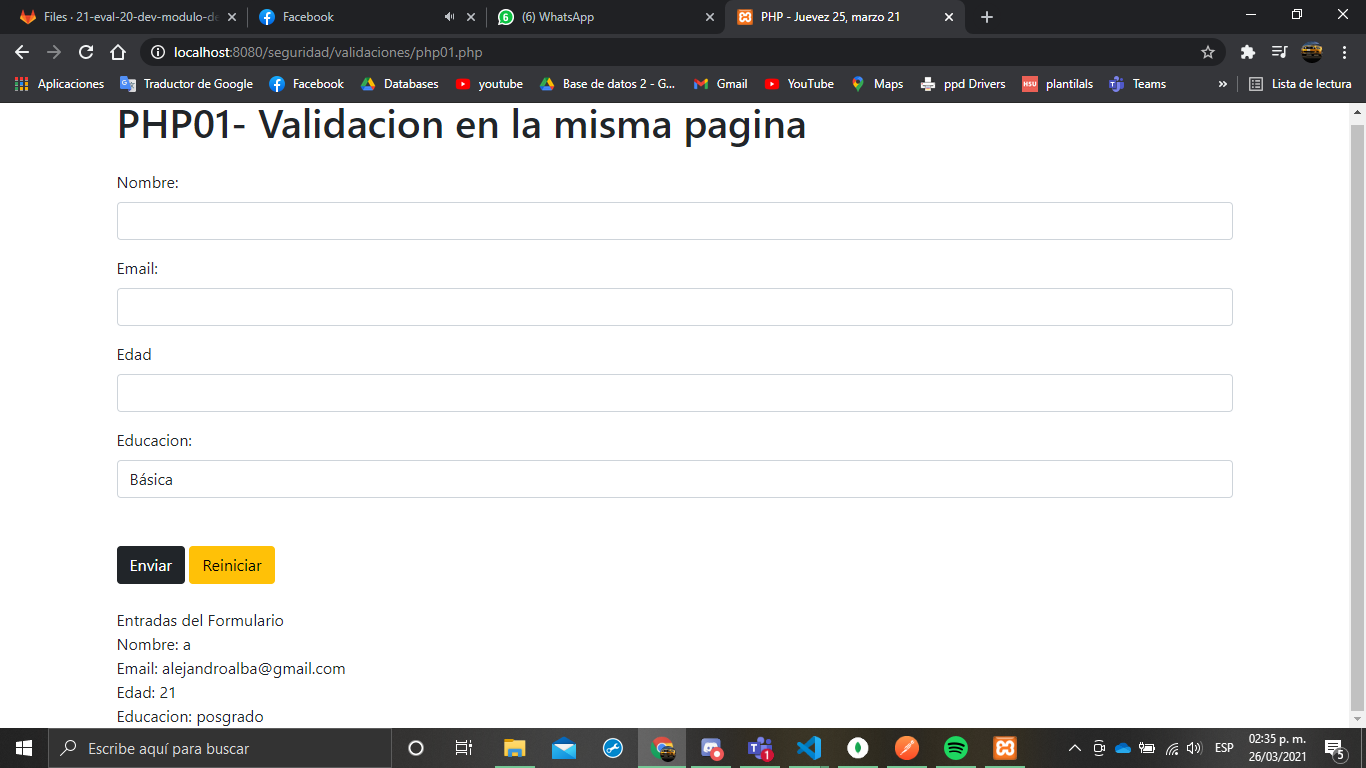 Files · 21-eval-20-dev-modulo-de
Facebook
(6) WhatsApp
PHP - Juevez 25, marzo 21
localhost:8080/seguridad/validaciones/php01.php
Aplicaciones
Traductor de Google
Facebook
Databases
youtube
Base de datos 2 - G...
Gmail
YouTube
Maps
ppd Drivers
HSU
plantilals
Teams
»
Lista de lectura
PHP01- Validacion en la misma pagina
Nombre:
Email:
Edad
Educacion:
Básica
Enviar
Reiniciar
Entradas del Formulario
Nombre: a
Email: alejandroalba@gmail.com
Edad: 21
Educacion: posgrado
Escribe aquí para buscar
1
ESP
02:35 p. m.
26/03/2021
5